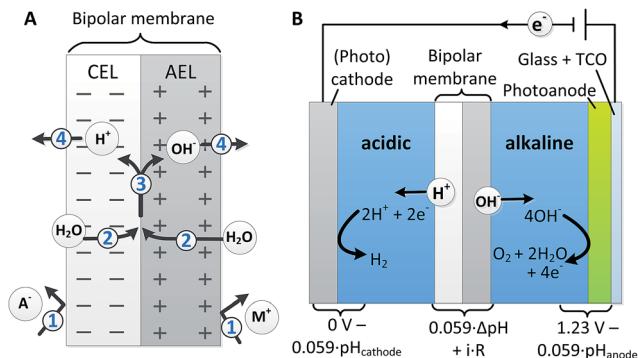 A
Bipolar membrane
CEL
AEL
H⁺
OH⁻
4
4
3
H₂O
2
2
H₂O
A⁻
1
M⁺
1
B
e⁻
(Photo)
cathode
Bipolar
membrane
Glass + TCO
Photoanode
acidic
alkaline
H⁺
OH⁻
2H⁺ + 2e⁻
H₂
4OH⁻
O₂ + 2H₂O
+ 4e⁻
0 V –
0.059·pHcathode
0.059·ΔpH
+ i·R
1.23 V –
0.059·pHanode